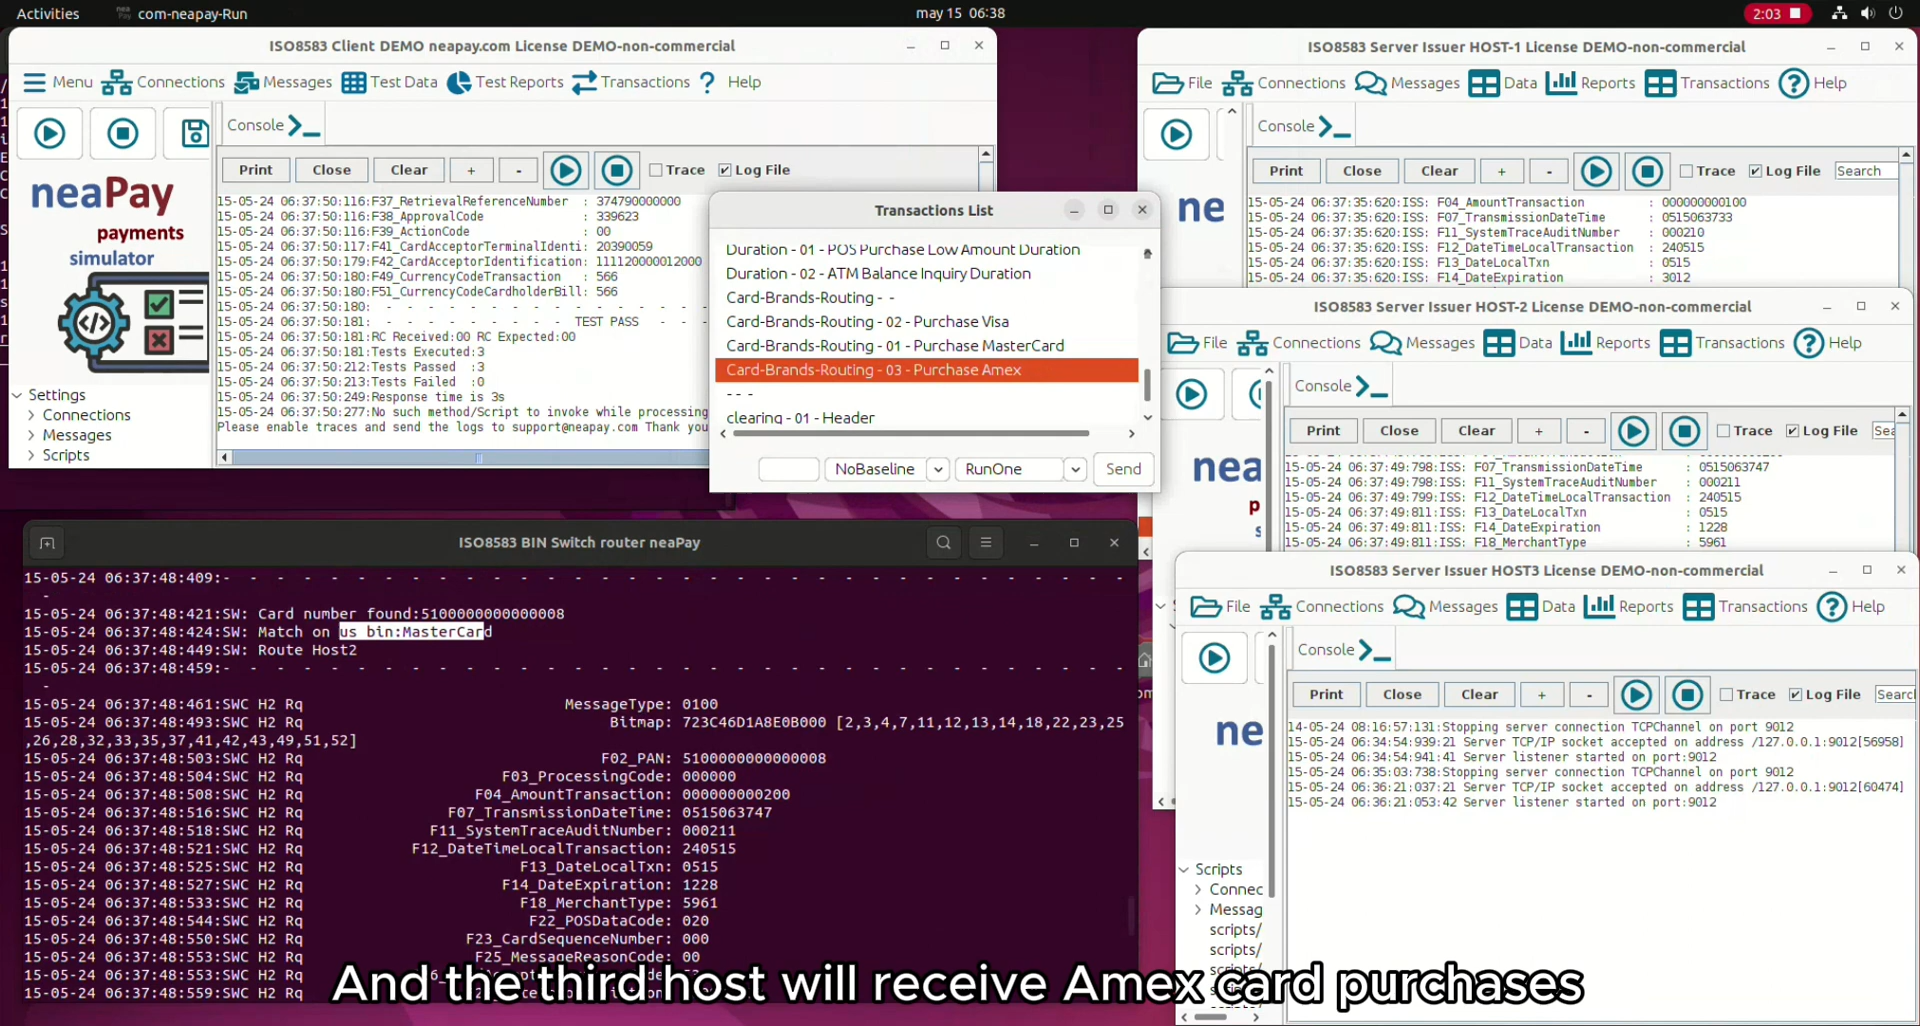 Activities
neaPay
com-neapay-Run
may 15 06:38
2:03
ISO8583 Client DEMO neapay.com License DEMO-non-commercial
Menu Connections Messages Test Data Test Reports Transactions ? Help
Console
Print Close Clear + - Trace Log File
neaPay
payments
simulator
Settings
Connections
Messages
Scripts
15-05-24 06:37:50:116:F37_RetrievalReferenceNumber : 374790000000
15-05-24 06:37:50:116:F38_ApprovalCode : 339623
15-05-24 06:37:50:116:F39_ActionCode : 00
15-05-24 06:37:50:117:F41_CardAcceptorTerminalIdenti: 20390059
15-05-24 06:37:50:179:F42_CardAcceptorIdentification: 111120000012000
15-05-24 06:37:50:180:F49_CurrencyCodeTransaction : 566
15-05-24 06:37:50:180:F51_CurrencyCodeCardholderBill: 566
15-05-24 06:37:50:180: - - - - - - - - - - - - - - - -
15-05-24 06:37:50:181: - - - - - - - - TEST PASS - - -
15-05-24 06:37:50:181:RC Received:00 RC Expected:00
15-05-24 06:37:50:181:Tests Executed:3
15-05-24 06:37:50:212:Tests Passed :3
15-05-24 06:37:50:213:Tests Failed :0
15-05-24 06:37:50:249:Response time is 3s
15-05-24 06:37:50:277:No such method/Script to invoke while processing
Please enable traces and send the logs to support@neapay.com Thank you
Transactions List
Duration - 01 - POS Purchase Low Amount Duration
Duration - 02 - ATM Balance Inquiry Duration
Card-Brands-Routing - -
Card-Brands-Routing - 02 - Purchase Visa
Card-Brands-Routing - 01 - Purchase MasterCard
Card-Brands-Routing - 03 - Purchase Amex
- - -
clearing - 01 - Header
NoBaseline RunOne Send
ISO8583 Server Issuer HOST-1 License DEMO-non-commercial
File Connections Messages Data Reports Transactions Help
Console
Print Close Clear + - Trace Log File Search
ne
15-05-24 06:37:35:620:ISS: F04_AmountTransaction : 000000000100
15-05-24 06:37:35:620:ISS: F07_TransmissionDateTime : 0515063733
15-05-24 06:37:35:620:ISS: F11_SystemTraceAuditNumber : 000210
15-05-24 06:37:35:620:ISS: F12_DateTimeLocalTransaction : 240515
15-05-24 06:37:35:620:ISS: F13_DateLocalTxn : 0515
15-05-24 06:37:35:620:ISS: F14_DateExpiration : 3012
ISO8583 Server Issuer HOST-2 License DEMO-non-commercial
File Connections Messages Data Reports Transactions Help
Console
Print Close Clear + - Trace Log File Sea
nea
p
s
15-05-24 06:37:49:798:ISS: F07_TransmissionDateTime : 0515063747
15-05-24 06:37:49:798:ISS: F11_SystemTraceAuditNumber : 000211
15-05-24 06:37:49:799:ISS: F12_DateTimeLocalTransaction : 240515
15-05-24 06:37:49:811:ISS: F13_DateLocalTxn : 0515
15-05-24 06:37:49:811:ISS: F14_DateExpiration : 1228
15-05-24 06:37:49:811:ISS: F18_MerchantType : 5961
ISO8583 Server Issuer HOST3 License DEMO-non-commercial
File Connections Messages Data Reports Transactions Help
Console
Print Close Clear + - Trace Log File Search
ne
14-05-24 08:16:57:131:Stopping server connection TCPChannel on port 9012
15-05-24 06:34:54:939:21 Server TCP/IP socket accepted on address /127.0.0.1:9012[56958]
15-05-24 06:34:54:941:41 Server listener started on port:9012
15-05-24 06:35:03:738:Stopping server connection TCPChannel on port 9012
15-05-24 06:36:21:037:21 Server TCP/IP socket accepted on address /127.0.0.1:9012[60474]
15-05-24 06:36:21:053:42 Server listener started on port:9012
Scripts
Connec
Messag
scripts/
scripts/
ISO8583 BIN Switch router neaPay
15-05-24 06:37:48:409:- - - - - - - - - - - - - - - - - - - - - - - - - - - - - - - - - -
-
15-05-24 06:37:48:421:SW: Card number found:5100000000000008
15-05-24 06:37:48:424:SW: Match on us bin:MasterCard
15-05-24 06:37:48:449:SW: Route Host2
15-05-24 06:37:48:459:- - - - - - - - - - - - - - - - - - - - - - - - - - - - - - - - - -
-
15-05-24 06:37:48:461:SWC H2 Rq MessageType: 0100
15-05-24 06:37:48:493:SWC H2 Rq Bitmap: 723C46D1A8E0B000 [2,3,4,7,11,12,13,14,18,22,23,25
,26,28,32,33,35,37,41,42,43,49,51,52]
15-05-24 06:37:48:503:SWC H2 Rq F02_PAN: 5100000000000008
15-05-24 06:37:48:504:SWC H2 Rq F03_ProcessingCode: 000000
15-05-24 06:37:48:508:SWC H2 Rq F04_AmountTransaction: 000000000200
15-05-24 06:37:48:516:SWC H2 Rq F07_TransmissionDateTime: 0515063747
15-05-24 06:37:48:518:SWC H2 Rq F11_SystemTraceAuditNumber: 000211
15-05-24 06:37:48:521:SWC H2 Rq F12_DateTimeLocalTransaction: 240515
15-05-24 06:37:48:525:SWC H2 Rq F13_DateLocalTxn: 0515
15-05-24 06:37:48:527:SWC H2 Rq F14_DateExpiration: 1228
15-05-24 06:37:48:533:SWC H2 Rq F18_MerchantType: 5961
15-05-24 06:37:48:544:SWC H2 Rq F22_POSDataCode: 020
15-05-24 06:37:48:550:SWC H2 Rq F23_CardSequenceNumber: 000
15-05-24 06:37:48:553:SWC H2 Rq F25_MessageReasonCode: 00
15-05-24 06:37:48:553:SWC H2 Rq
15-05-24 06:37:48:559:SWC H2 Rq
And the third host will receive Amex card purchases